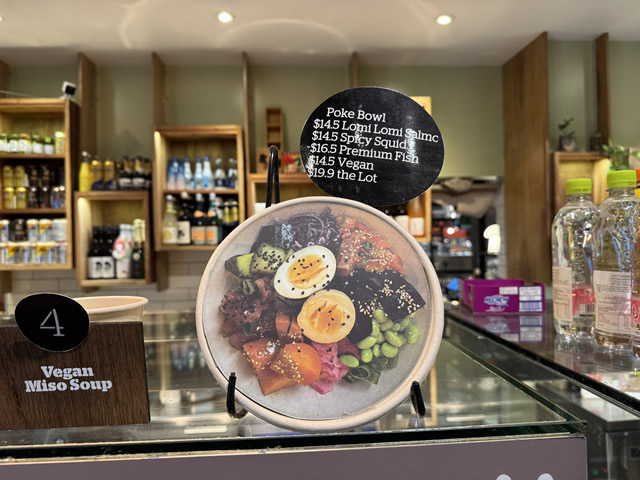 Poke Bowl
$14.5 Lomi Lomi Salmc
$14.5 Spicy Squid
$16.5 Premium Fish
$14.5 Vegan
$19.9 the Lot
4
Vegan
Miso Soup